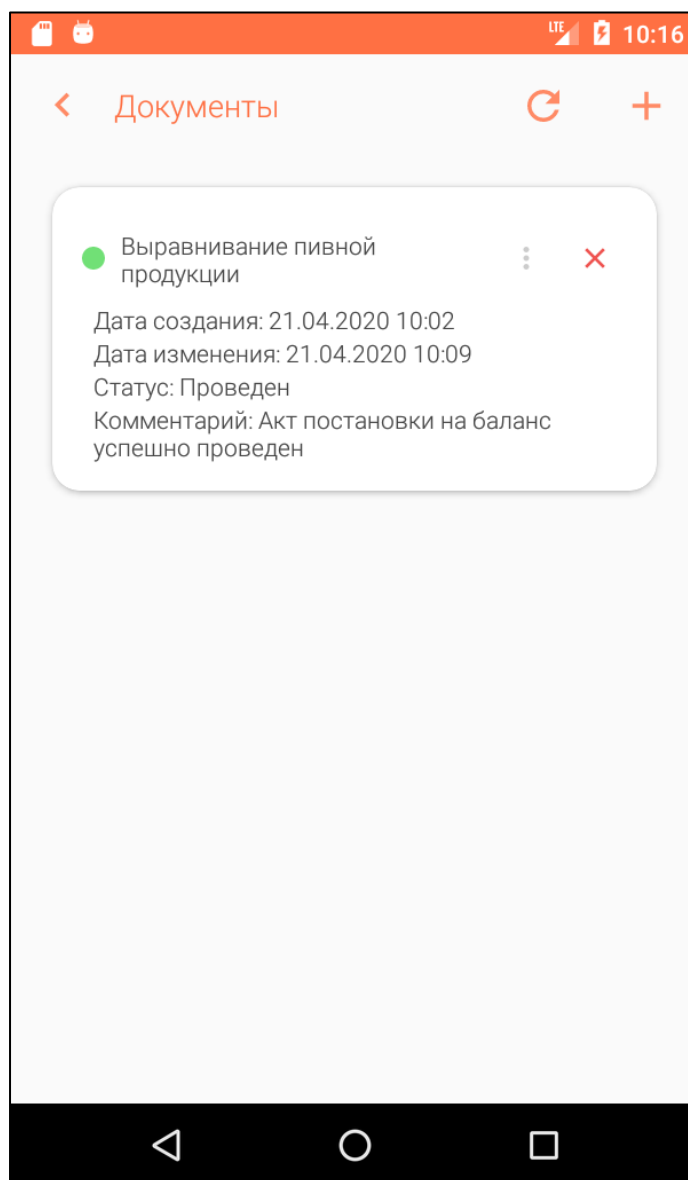 LTE 10:16
Документы
Выравнивание пивной
продукции
Дата создания: 21.04.2020 10:02
Дата изменения: 21.04.2020 10:09
Статус: Проведен
Комментарий: Акт постановки на баланс
успешно проведен